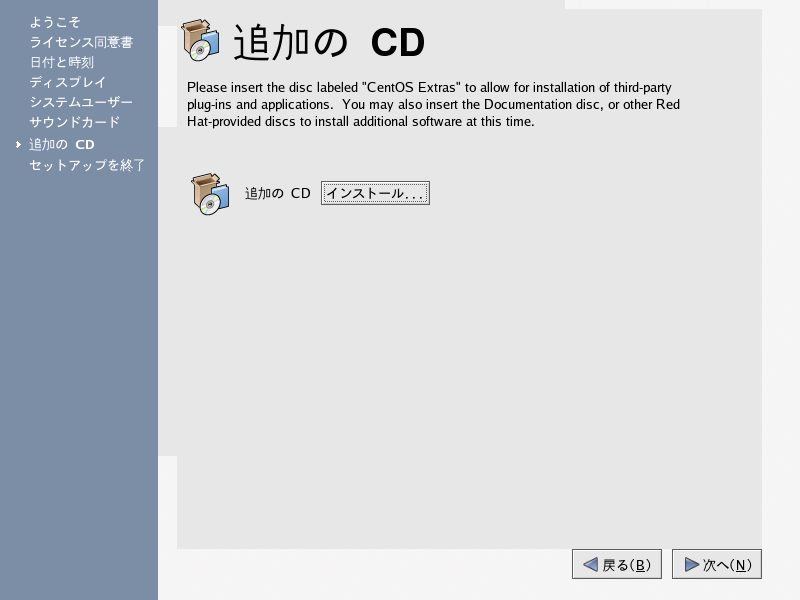 ようこそ
ライセンス同意書
日付と時刻
ディスプレイ
システムユーザー
サウンドカード
追加の CD
セットアップを終了
追加の CD
Please insert the disc labeled "CentOS Extras" to allow for installation of third-party
plug-ins and applications.  You may also insert the Documentation disc, or other Red
Hat-provided discs to install additional software at this time.
追加の CD インストール...
戻る(B) 次へ(N)